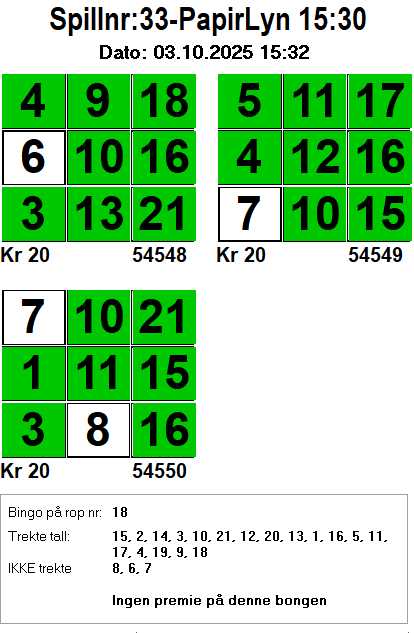 Spillnr:33-PapirLyn 15:30
Dato: 03.10.2025 15:32
4 9 18
6 10 16
3 13 21
Kr 20 54548
5 11 17
4 12 16
7 10 15
Kr 20 54549
7 10 21
1 11 15
3 8 16
Kr 20 54550
Bingo på rop nr: 18
Trekte tall: 15, 2, 14, 3, 10, 21, 12, 20, 13, 1, 16, 5, 11,
17, 4, 19, 9, 18
IKKE trekte 8, 6, 7
Ingen premie på denne bongen